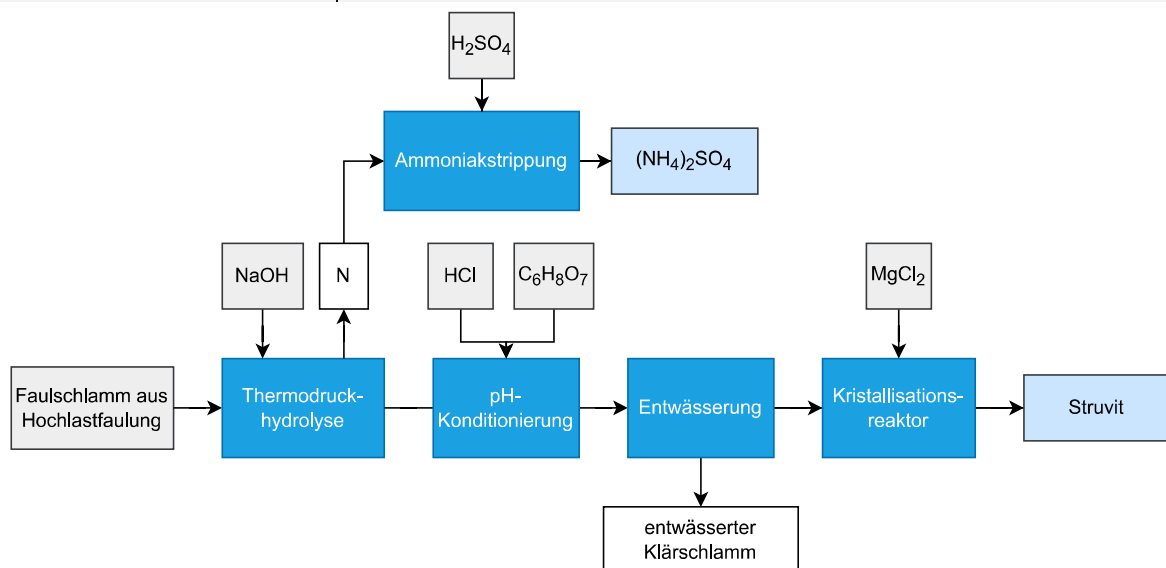 H₂SO₄
Ammoniakstrippung
(NH₄)₂SO₄
NaOH
N
HCl
C₆H₈O₇
MgCl₂
Faulschlamm aus
Hochlastfaulung
Thermodruck-
hydrolyse
pH-
Konditionierung
Entwässerung
Kristallisations-
reaktor
Struvit
entwässerter
Klärschlamm